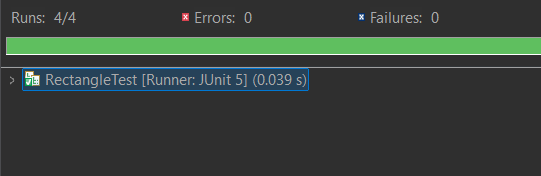 Runs: 4/4 Errors: 0 Failures: 0
RectangleTest [Runner: JUnit 5] (0.039 s)